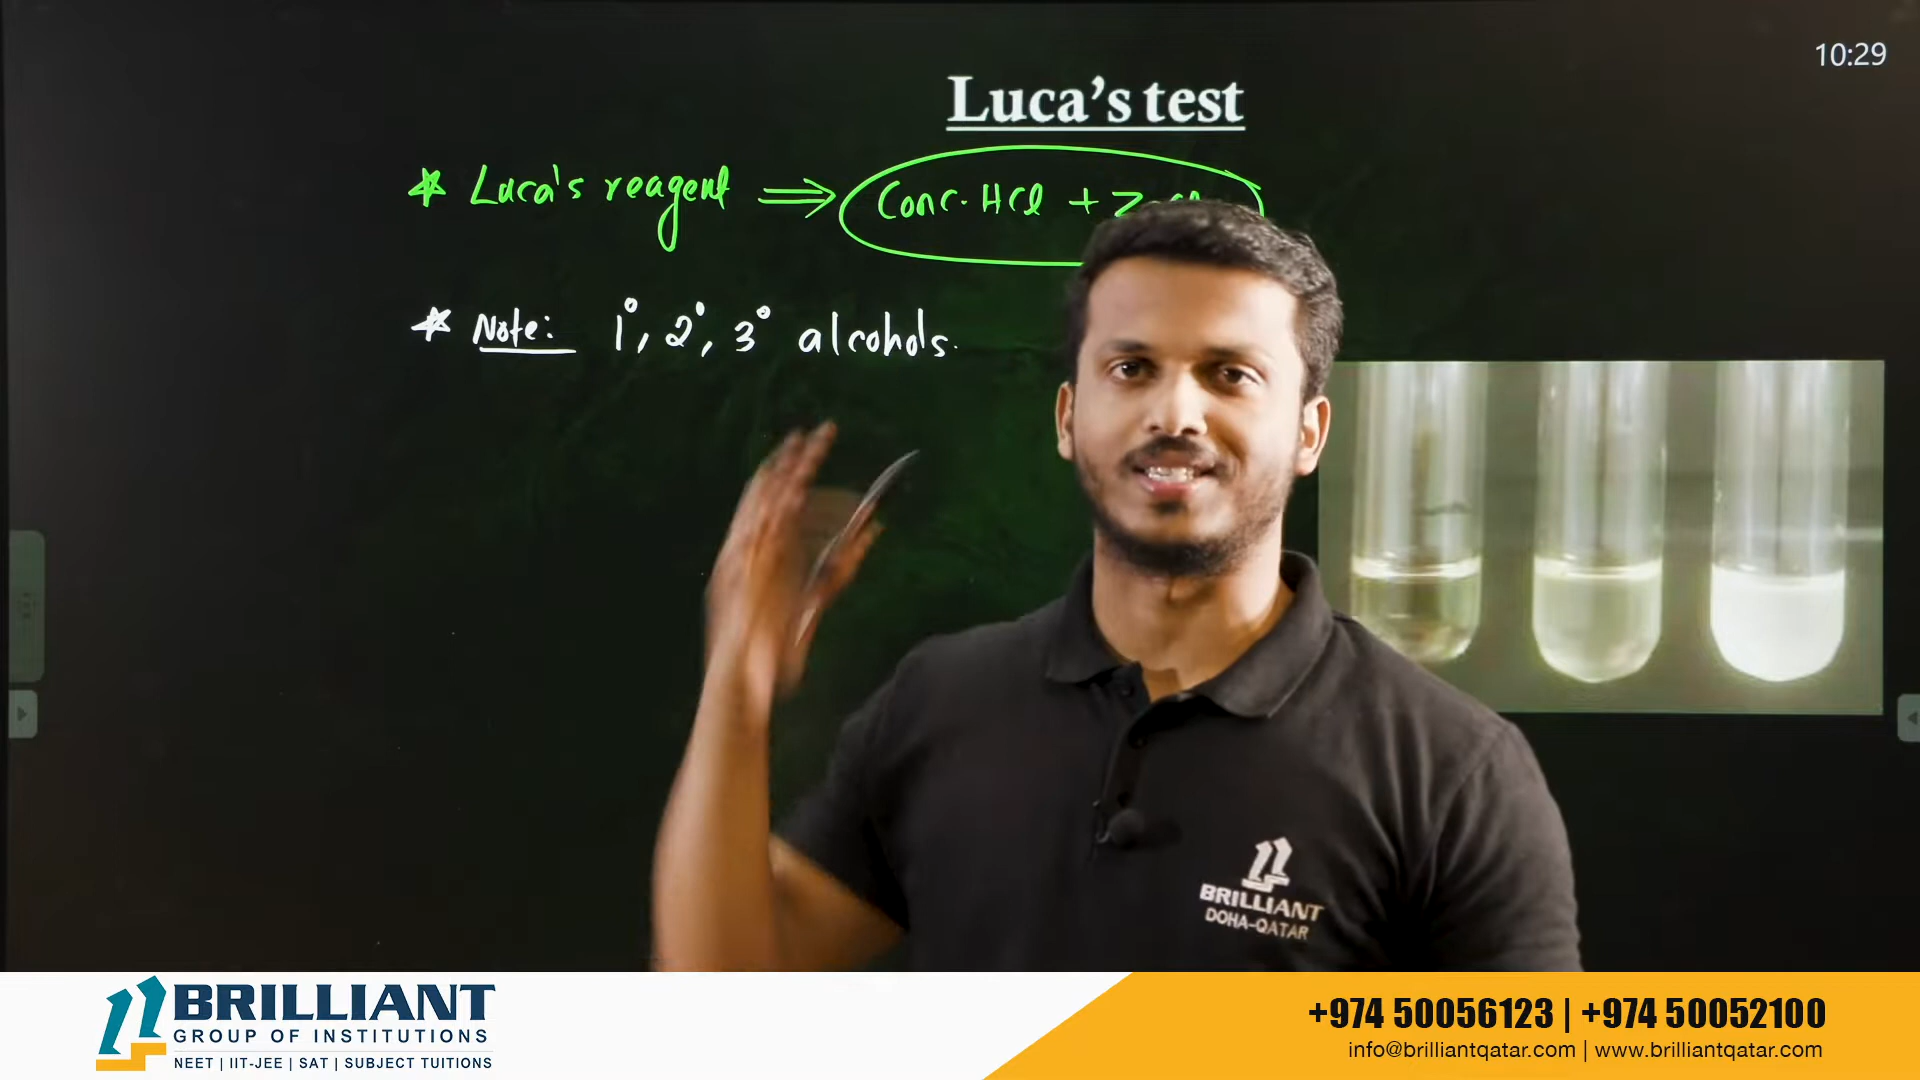 10:29
Luca's test
* Luca's reagent ⇒ Conc. HCl +
* Note: 1°, 2°, 3° alcohols.
BRILLIANT
DOHA-QATAR
BRILLIANT
GROUP OF INSTITUTIONS
NEET | IIT-JEE | SAT | SUBJECT TUITIONS
+974 50056123 | +974 50052100
info@brilliantqatar.com | www.brilliantqatar.com